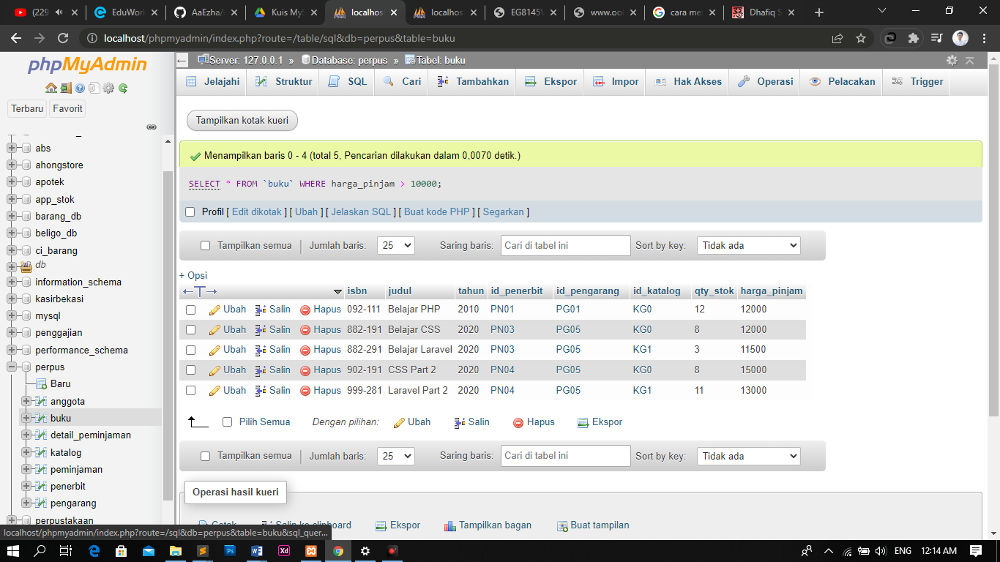 (229
EduWork
AaEzha/
Kuis MyS
localhost
localhost
EG8145V
www.ool
cara me
Dhafiq S
localhost/phpmyadmin/index.php?route=/table/sql&db=perpus&table=buku
phpMyAdmin
Terbaru Favorit
abs
ahongstore
apotek
app_stok
barang_db
beligo_db
ci_barang
db
information_schema
kasirbekasi
mysql
penggajian
performance_schema
perpus
Baru
anggota
buku
detail_peminjaman
katalog
peminjaman
penerbit
pengarang
perpustakaan
Server: 127.0.0.1 » Database: perpus » Tabel: buku
Jelajahi Struktur SQL Cari Tambahkan Ekspor Impor Hak Akses Operasi Pelacakan Trigger
Tampilkan kotak kueri
Menampilkan baris 0 - 4 (total 5, Pencarian dilakukan dalam 0,0070 detik.)
SELECT * FROM `buku` WHERE harga_pinjam > 10000;
Profil [ Edit dikotak ] [ Ubah ] [ Jelaskan SQL ] [ Buat kode PHP ] [ Segarkan ]
Tampilkan semua Jumlah baris: 25 Saring baris: Cari di tabel ini Sort by key: Tidak ada
+ Opsi
←T→ isbn judul tahun id_penerbit id_pengarang id_katalog qty_stok harga_pinjam
Ubah Salin Hapus 092-111 Belajar PHP 2010 PN01 PG01 KG0 12 12000
Ubah Salin Hapus 882-191 Belajar CSS 2020 PN03 PG05 KG0 8 12000
Ubah Salin Hapus 882-291 Belajar Laravel 2020 PN03 PG05 KG1 3 11500
Ubah Salin Hapus 902-191 CSS Part 2 2020 PN04 PG05 KG0 8 15000
Ubah Salin Hapus 999-281 Laravel Part 2 2020 PN04 PG05 KG1 11 13000
Pilih Semua Dengan pilihan: Ubah Salin Hapus Ekspor
Tampilkan semua Jumlah baris: 25 Saring baris: Cari di tabel ini Sort by key: Tidak ada
Operasi hasil kueri
Cetak Salin ke clipboard Ekspor Tampilkan bagan Buat tampilan
localhost/phpmyadmin/index.php?route=/sql&db=perpus&table=buku&sql_quer...
ENG 12:14 AM